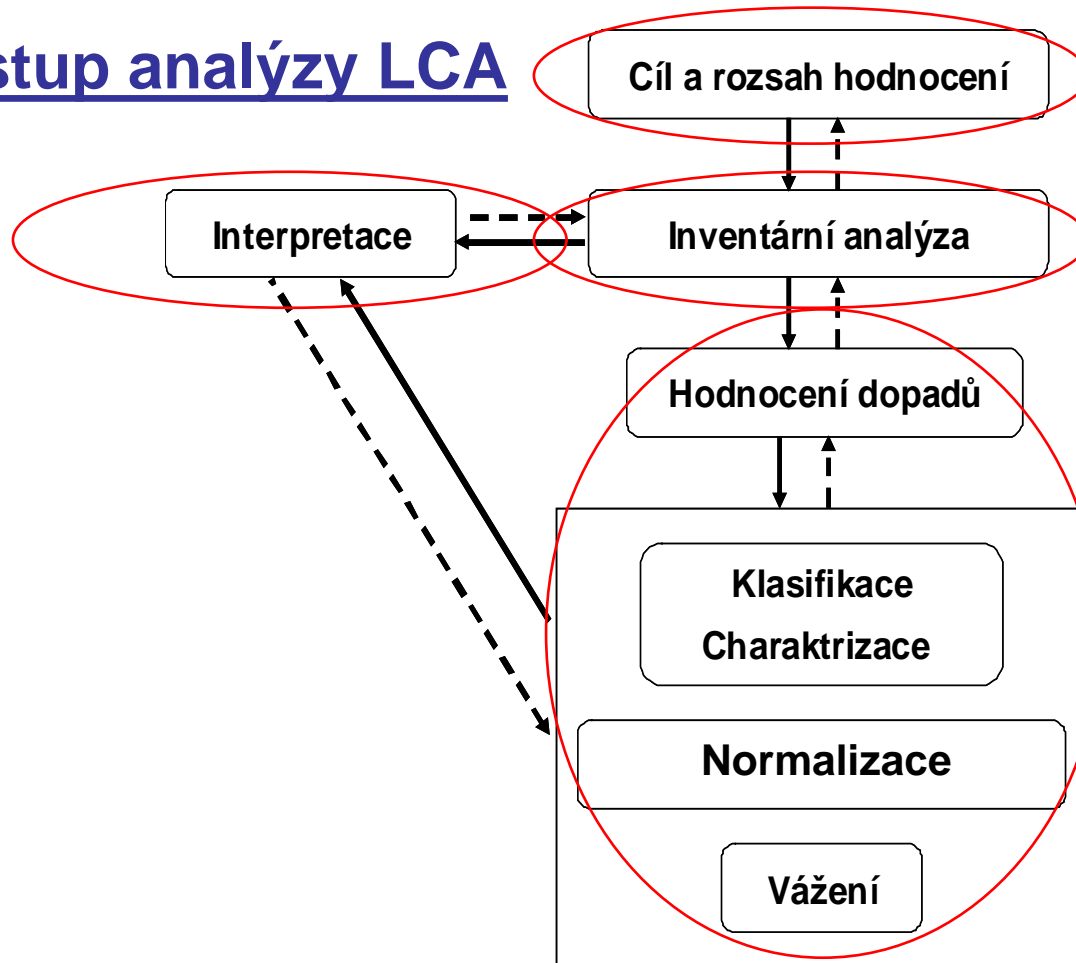 stup analýzy LCA
Cíl a rozsah hodnocení
Interpretace
Inventární analýza
Hodnocení dopadů
Klasifikace
Charaktrizace
Normalizace
Vážení